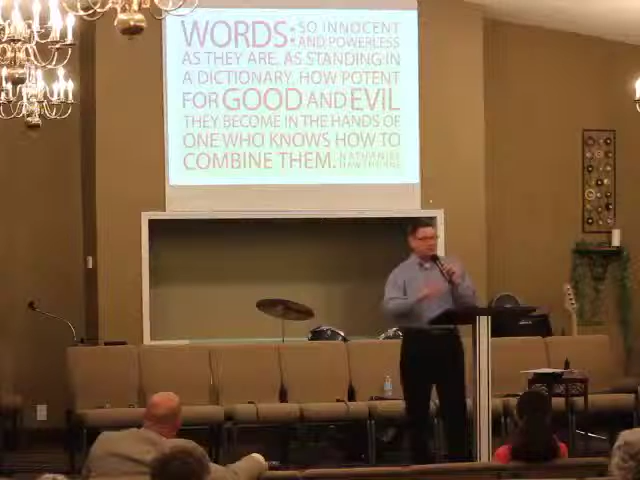 WORDS: SO INNOCENT
AND POWERLESS
AS THEY ARE, AS STANDING IN
A DICTIONARY, HOW POTENT
FOR GOOD AND EVIL
THEY BECOME IN THE HANDS OF
ONE WHO KNOWS HOW TO
COMBINE THEM. NATHANIEL
HAWTHORNE